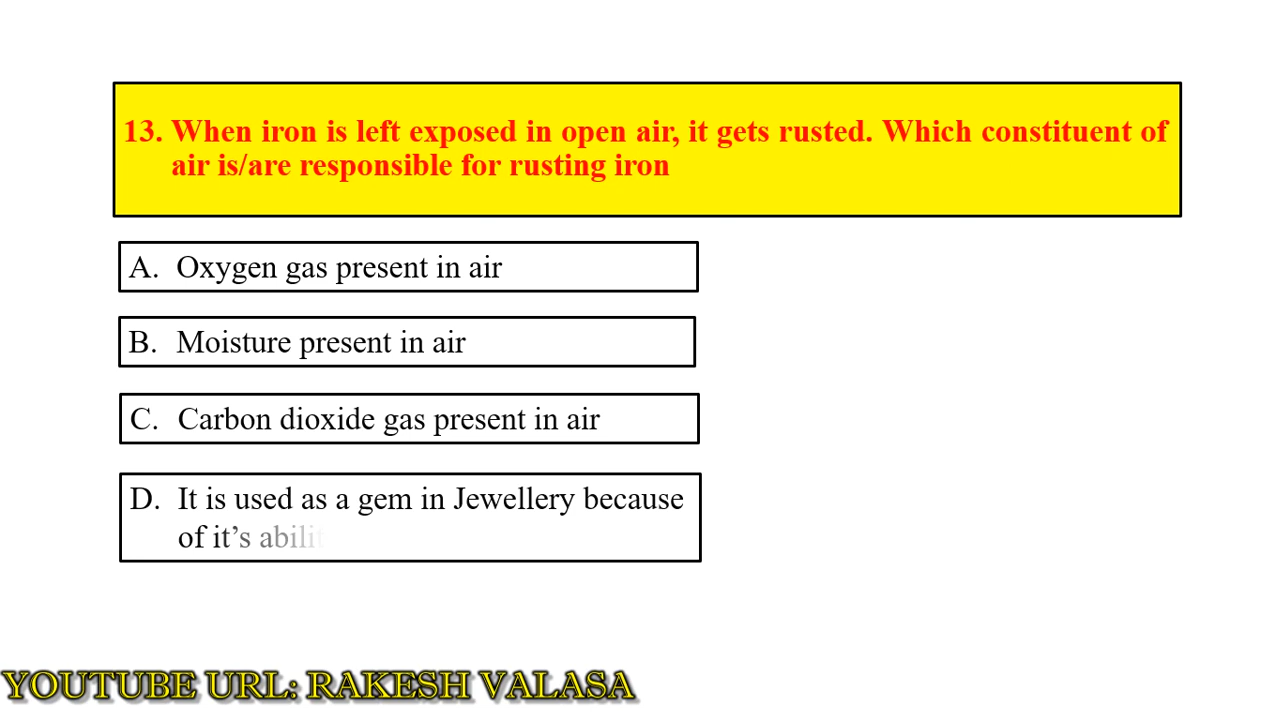 13. When iron is left exposed in open air, it gets rusted. Which constituent of
air is/are responsible for rusting iron
A. Oxygen gas present in air
B. Moisture present in air
C. Carbon dioxide gas present in air
D. It is used as a gem in Jewellery because
of it’s
YOUTUBE URL: RAKESH VALASA